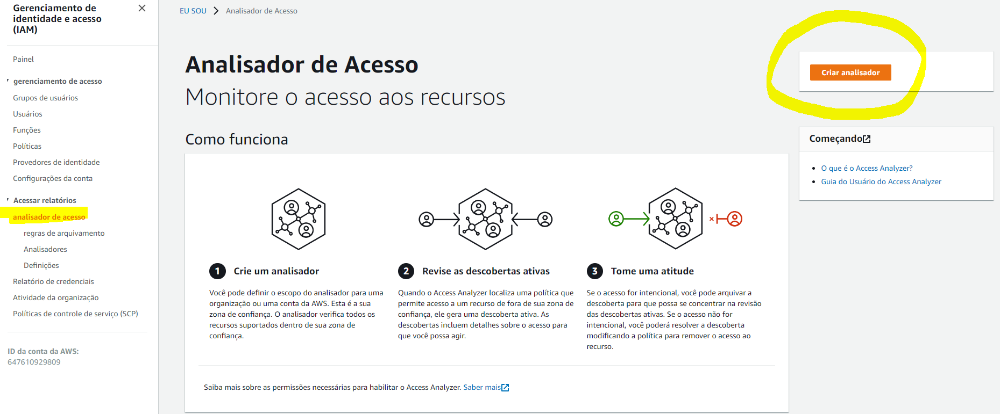 Gerenciamento de
identidade e acesso
(IAM)
Painel
gerenciamento de acesso
Grupos de usuários
Usuários
Funções
Políticas
Provedores de identidade
Configurações da conta
Acessar relatórios
analisador de acesso
regras de arquivamento
Analisadores
Definições
Relatório de credenciais
Atividade da organização
Políticas de controle de serviço (SCP)
ID da conta da AWS:
647610929809
EU SOU
Analisador de Acesso
Analisador de Acesso
Monitore o acesso aos recursos
Criar analisador
Começando
O que é o Access Analyzer?
Guia do Usuário do Access Analyzer
Como funciona
1 Crie um analisador
Você pode definir o escopo do analisador para uma
organização ou uma conta da AWS. Esta é a sua
zona de confiança. O analisador verifica todos os
recursos suportados dentro de sua zona de
confiança.
2 Revise as descobertas ativas
Quando o Access Analyzer localiza uma política que
permite acesso a um recurso de fora de sua zona de
confiança, ele gera uma descoberta ativa. As
descobertas incluem detalhes sobre o acesso para
que você possa agir.
3 Tome uma atitude
Se o acesso for intencional, você pode arquivar a
descoberta para que possa se concentrar na revisão
das descobertas ativas. Se o acesso não for
intencional, você poderá resolver a descoberta
modificando a política para remover o acesso ao
recurso.
Saiba mais sobre as permissões necessárias para habilitar o Access Analyzer. Saber mais